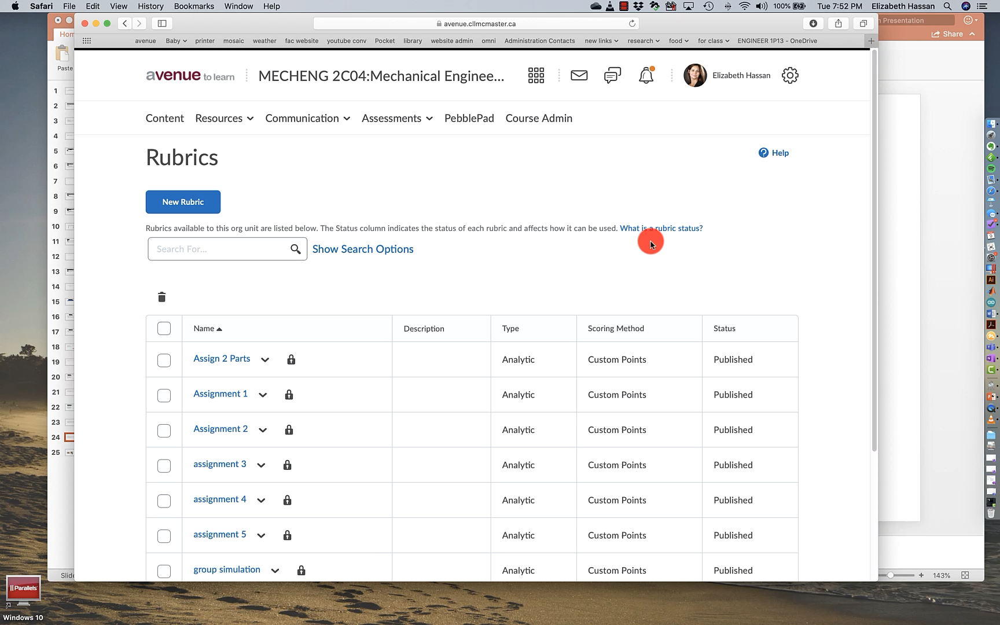 Safari File Edit View History Bookmarks Window Help
100% Tue 7:52 PM Elizabeth Hassan
avenue.cllmcmaster.ca
n Presentation
Hom
Share
avenue Baby printer mosaic weather fac website youtube conv Pocket library website admin omni Administration Contacts new links research food for class ENGINEER 1P13 - OneDrive
Paste
avenue to learn MECHENG 2C04:Mechanical Enginee... Elizabeth Hassan
Content Resources Communication Assessments PebblePad Course Admin
Rubrics
Help
New Rubric
Rubrics available to this org unit are listed below. The Status column indicates the status of each rubric and affects how it can be used. What is a rubric status?
Search For... Show Search Options
Name Description Type Scoring Method Status
Assign 2 Parts Analytic Custom Points Published
Assignment 1 Analytic Custom Points Published
Assignment 2 Analytic Custom Points Published
assignment 3 Analytic Custom Points Published
assignment 4 Analytic Custom Points Published
assignment 5 Analytic Custom Points Published
group simulation Analytic Custom Points Published
1
2
3
4
5
6
7
8
9
10
11
12
13
14
15
16
17
18
19
20
21
22
23
24
25
Slide
143%
Ai
|| Parallels
Windows 10